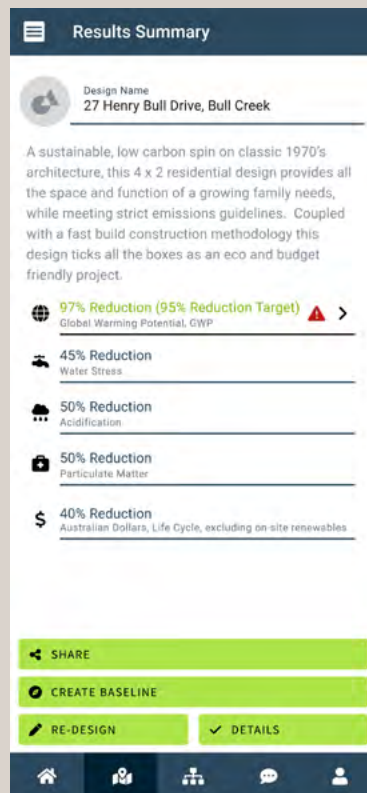 Results Summary
Design Name
27 Henry Bull Drive, Bull Creek
A sustainable, low carbon spin on classic 1970's
architecture, this 4 x 2 residential design provides all
the space and function of a growing family needs,
while meeting strict emissions guidelines. Coupled
with a fast build construction methodology this
design ticks all the boxes as an eco and budget
friendly project.
97% Reduction (95% Reduction Target)
Global Warming Potential, GWP
45% Reduction
Water Stress
50% Reduction
Acidification
50% Reduction
Particulate Matter
$ 40% Reduction
Australian Dollars, Life Cycle, excluding on-site renewables
SHARE
CREATE BASELINE
RE-DESIGN
DETAILS